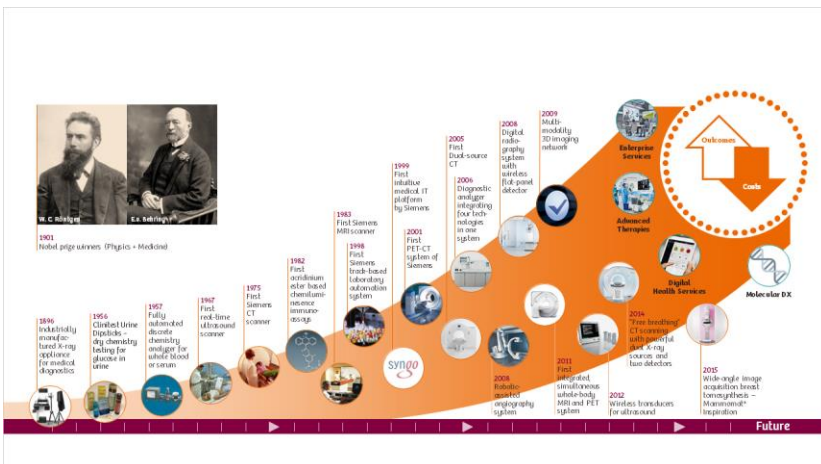 W. C. Röntgen
E.v. Behring
1901
Nobel prize winners (Physics + Medicine)
1896
Industrially
manufac-
tured X-ray
appliance
for medical
diagnostics
1956
Clinitest Urine
Dipsticks –
dry chemistry
testing for
glucose in
urine
1957
Fully
automated
discrete
chemistry
analyzer for
whole blood
or serum
1967
First
real-time
ultrasound
scanner
1975
First
Siemens
CT
scanner
1982
First
acridinium
ester based
chemilumi-
nescence
immuno-
assays
1983
First Siemens
MRI scanner
1998
First
Siemens
track-based
laboratory
automation
system
1999
First
intuitive
medical IT
platform
by Siemens
syngo
2001
First
PET-CT
system of
Siemens
2005
First
Dual-source
CT
2006
Diagnostic
analyzer
integrating
four tech-
nologies
in one
system
2008
Digital
radio-
graphy
system
with
wireless
flat-panel
detector
2008
Robotic-
assisted
angiography
system
2009
Multi-
modality
3D imaging
network
2011
First
integrated,
simultaneous
whole-body
MRI and PET
system
2012
Wireless transducers
for ultrasound
2014
"Free breathing"
CT scanning
with powerful
dual X-ray
sources and
two detectors
2015
Wide-angle image
acquisition breast
tomosynthesis –
Mammomat®
Inspiration
Enterprise
Services
Advanced
Therapies
Digital
Health Services
Molecular DX
Outcomes
Costs
Future